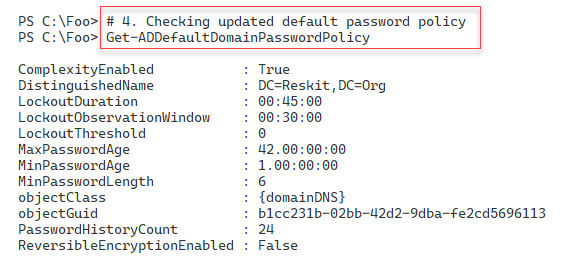 PS C:\Foo> # 4. Checking updated default password policy
PS C:\Foo> Get-ADDefaultDomainPasswordPolicy
ComplexityEnabled : True
DistinguishedName : DC=Reskit,DC=Org
LockoutDuration : 00:45:00
LockoutObservationWindow : 00:30:00
LockoutThreshold : 0
MaxPasswordAge : 42.00:00:00
MinPasswordAge : 1.00:00:00
MinPasswordLength : 6
objectClass : {domainDNS}
objectGuid : b1cc231b-02bb-42d2-9dba-fe2cd5696113
PasswordHistoryCount : 24
ReversibleEncryptionEnabled : False